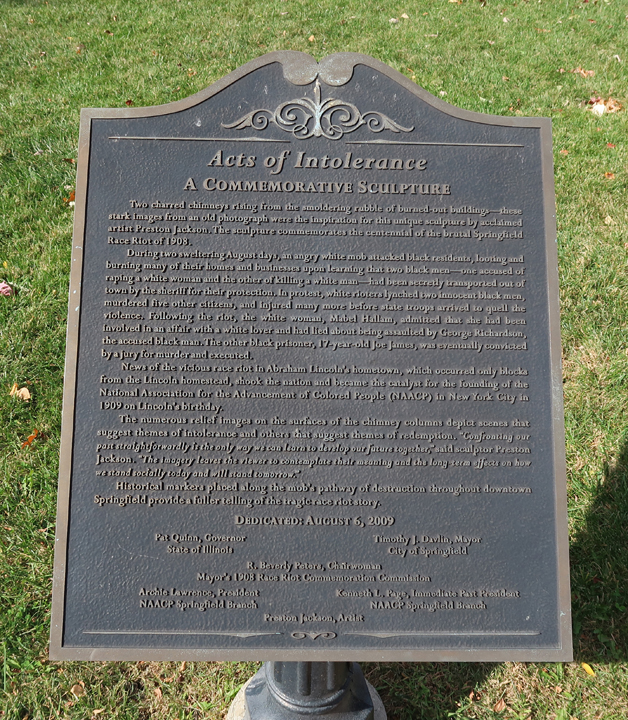 Acts of Intolerance
A Commemorative Sculpture
Two charred chimneys rising from the smoldering rubble of burned-out buildings—these
stark images from an old photograph were the inspiration for this unique sculpture by acclaimed
artist Preston Jackson. The sculpture commemorates the centennial of the brutal Springfield
Race Riot of 1908.
During two sweltering August days, an angry white mob attacked black residents, looting and
burning many of their homes and businesses upon learning that two black men—one accused of
raping a white woman and the other of killing a white man—had been secretly transported out of
town by the sheriff for their protection. In protest, white rioters lynched two innocent black men,
murdered five other citizens, and injured many more before state troops arrived to quell the
violence. Following the riot, the white woman, Mabel Hallam, admitted that she had been
involved in an affair with a white lover and had lied about being assaulted by George Richardson,
the accused black man. The other black prisoner, 17-year-old Joe James, was eventually convicted
by a jury for murder and executed.
News of the vicious race riot in Abraham Lincoln's hometown, which occurred only blocks
from the Lincoln homestead, shook the nation and became the catalyst for the founding of the
National Association for the Advancement of Colored People (NAACP) in New York City in
1909 on Lincoln's birthday.
The numerous relief images on the surfaces of the chimney columns depict scenes that
suggest themes of intolerance and others that suggest themes of redemption. "Confronting our
past straightforwardly is the only way we can learn to develop our future together," said sculptor Preston
Jackson. "The imagery leaves the viewer to contemplate their meaning and the long-term effects on how
we stand socially today and will stand tomorrow."
Historical markers placed along the mob's pathway of destruction throughout downtown
Springfield provide a fuller telling of the tragic race riot story.
Dedicated: August 6, 2009
Pat Quinn, Governor
State of Illinois
Timothy J. Davlin, Mayor
City of Springfield
R. Beverly Peters, Chairwoman
Mayor's 1908 Race Riot Commemoration Commission
Archie Lawrence, President
NAACP Springfield Branch
Kenneth L. Page, Immediate Past President
NAACP Springfield Branch
Preston Jackson, Artist